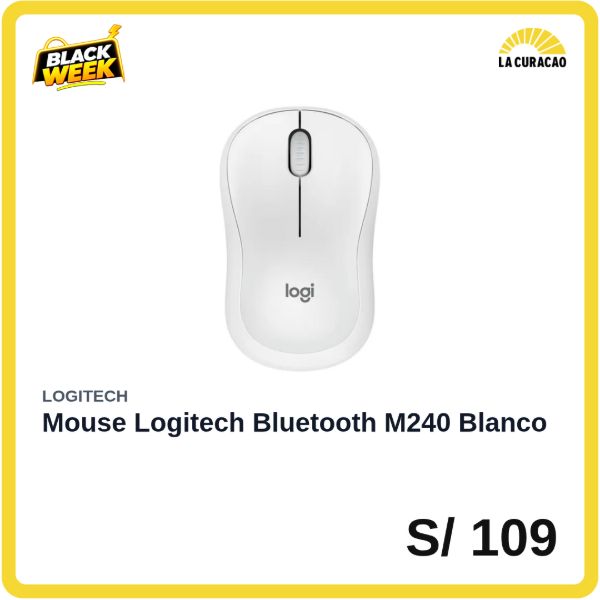 BLACK
WEEK
LA CURACAO
logi
LOGITECH
Mouse Logitech Bluetooth M240 Blanco
S/ 109